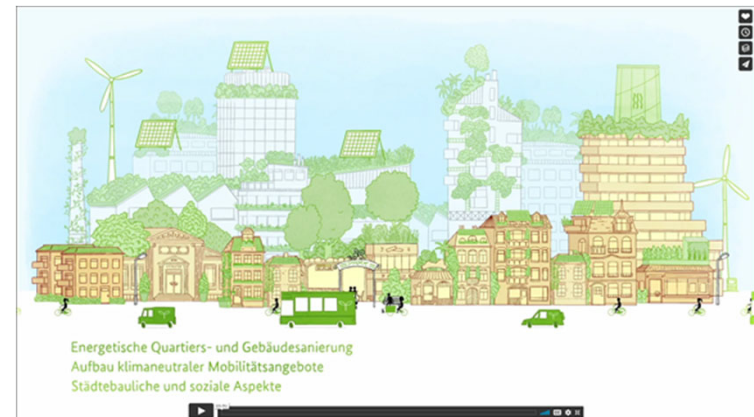 Energetische Quartiers- und Gebäudesanierung
Aufbau klimaneutraler Mobilitätsangebote
Städtebauliche und soziale Aspekte